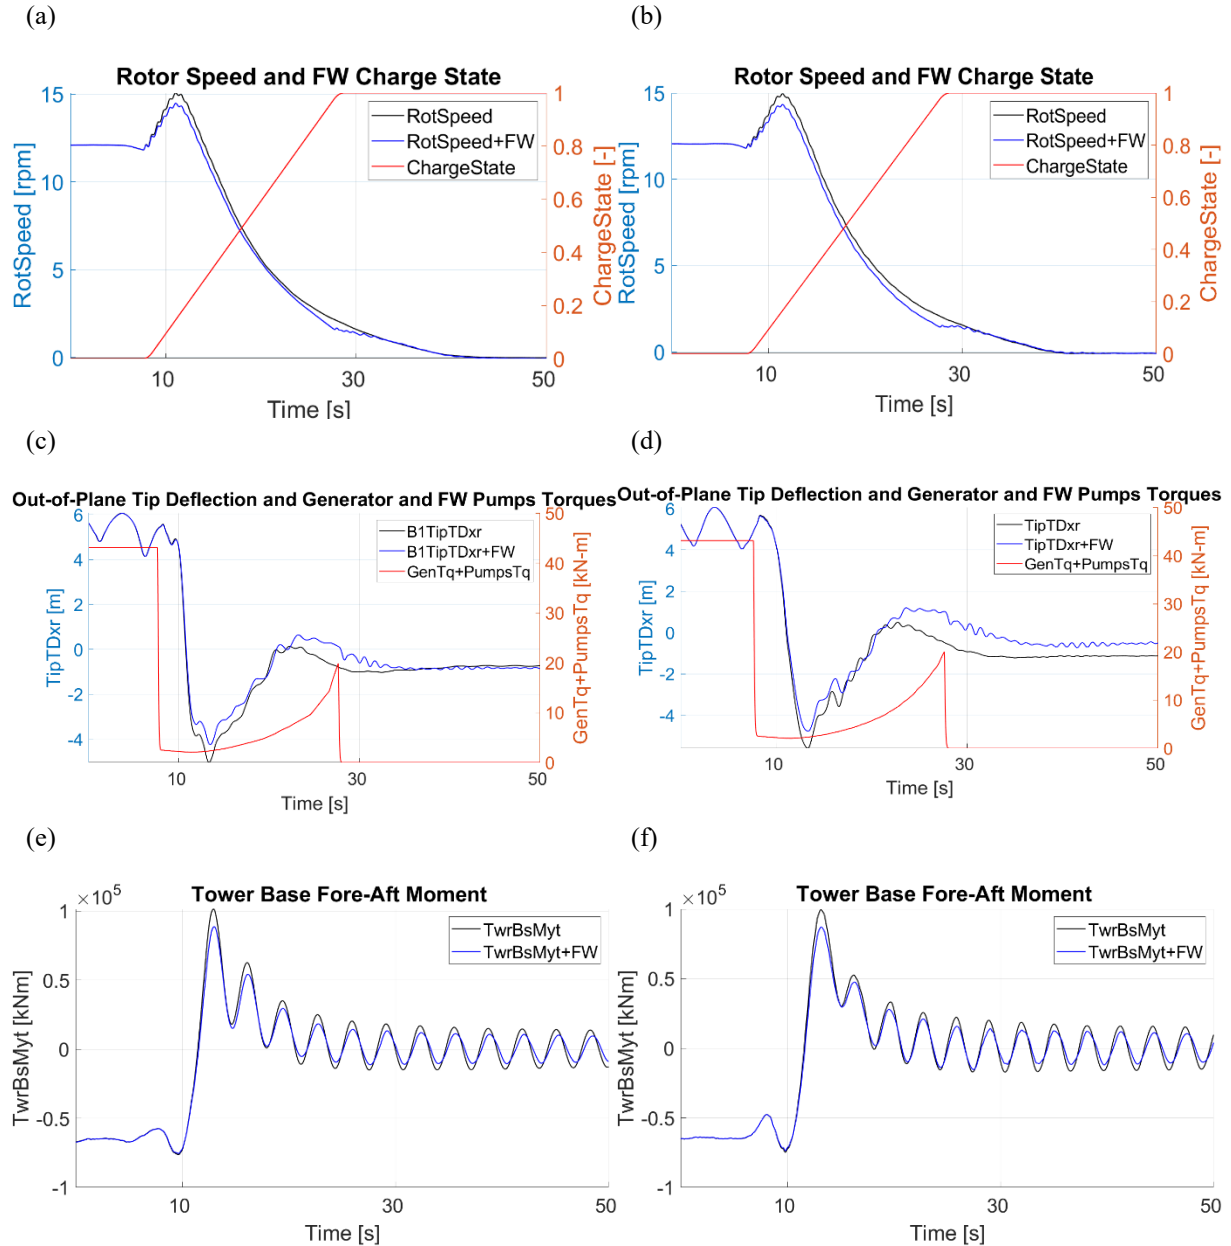 (a)
(b)
Rotor Speed and FW Charge State
15
10
5
0
RotSpeed [rpm]
RotSpeed
RotSpeed+FW
ChargeState
1
0.8
0.6
0.4
0.2
0
ChargeState [-]
10
30
50
Time [s]
Rotor Speed and FW Charge State
15
10
5
0
RotSpeed [rpm]
RotSpeed
RotSpeed+FW
ChargeState
1
0.8
0.6
0.4
0.2
0
ChargeState [-]
10
30
50
Time [s]
(c)
(d)
Out-of-Plane Tip Deflection and Generator and FW Pumps Torques
6
4
2
0
-2
-4
TipTDxr [m]
B1TipTDxr
B1TipTDxr+FW
GenTq+PumpsTq
50
40
30
20
10
0
GenTq+PumpsTq [kN-m]
10
30
50
Time [s]
Out-of-Plane Tip Deflection and Generator and FW Pumps Torques
6
4
2
0
-2
-4
TipTDxr [m]
TipTDxr
TipTDxr+FW
GenTq+PumpsTq
50
40
30
20
10
0
GenTq+PumpsTq [kN-m]
10
30
50
Time [s]
(e)
(f)
Tower Base Fore-Aft Moment
×10⁵
1
0.5
0
-0.5
-1
TwrBsMyt [kNm]
TwrBsMyt
TwrBsMyt+FW
10
30
50
Time [s]
Tower Base Fore-Aft Moment
×10⁵
1
0.5
0
-0.5
-1
TwrBsMyt [kNm]
TwrBsMyt
TwrBsMyt+FW
10
30
50
Time [s]